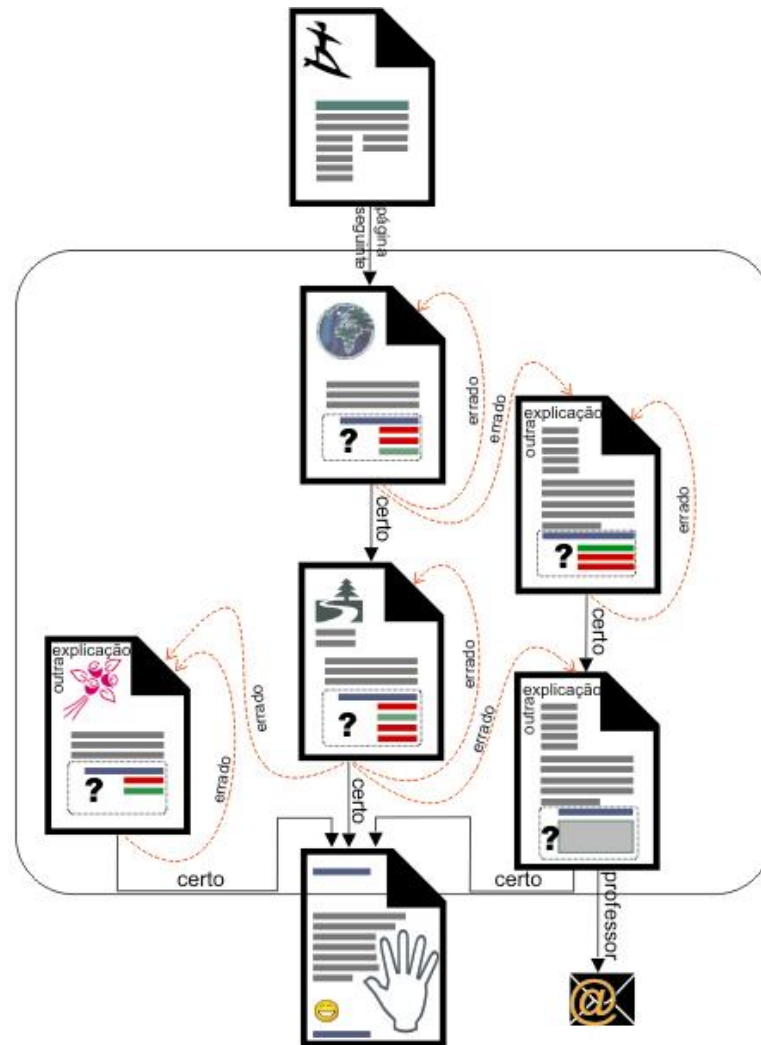 página
seguinte
errado
errado
outra
explicação
?
errado
certo
?
certo
errado
errado
errado
outra
explicação
?
errado
?
outra
explicação
?
certo
certo
certo
professor
@